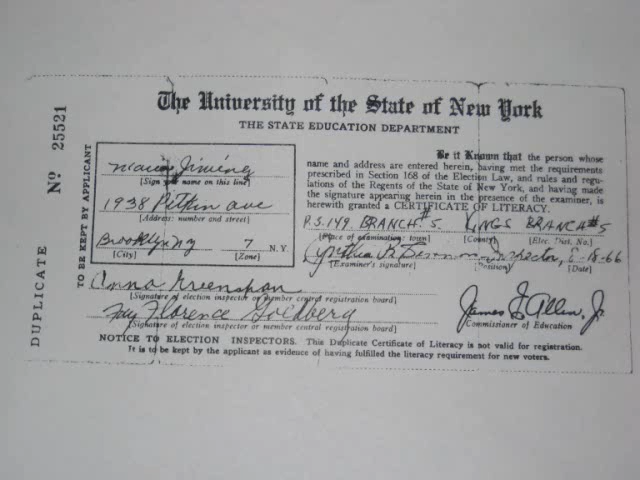 The University of the State of New York
THE STATE EDUCATION DEPARTMENT
DUPLICATE Nº 25521
TO BE KEPT BY APPLICANT
Maria Jiminez
[Sign your name on this line]
1938 Pitkin ave
[Address: number and street]
Brooklyn Ny 7 N.Y.
[City] [Zone]
Be it Known that the person whose
name and address are entered herein, having met the requirements
prescribed in Section 168 of the Election Law, and rules and regu-
lations of the Regents of the State of New York, and having made
the signature appearing herein in the presence of the examiner, is
herewith granted a CERTIFICATE OF LITERACY.
P.S. 149 BRANCH #5. KINGS BRANCH #5
[Place of examination: town] [County] [Elec. Dist. No.]
Cynthia Inspector, 6-18-66
[Examiner's signature] [Position] [Date]
Anna Greenspan
[Signature of election inspector or member central registration board]
Fay Florence Goldberg
[Signature of election inspector or member central registration board]
James E Allen, Jr.
Commissioner of Education
NOTICE TO ELECTION INSPECTORS. This Duplicate Certificate of Literacy is not valid for registration.
It is to be kept by the applicant as evidence of having fulfilled the literacy requirement for new voters.